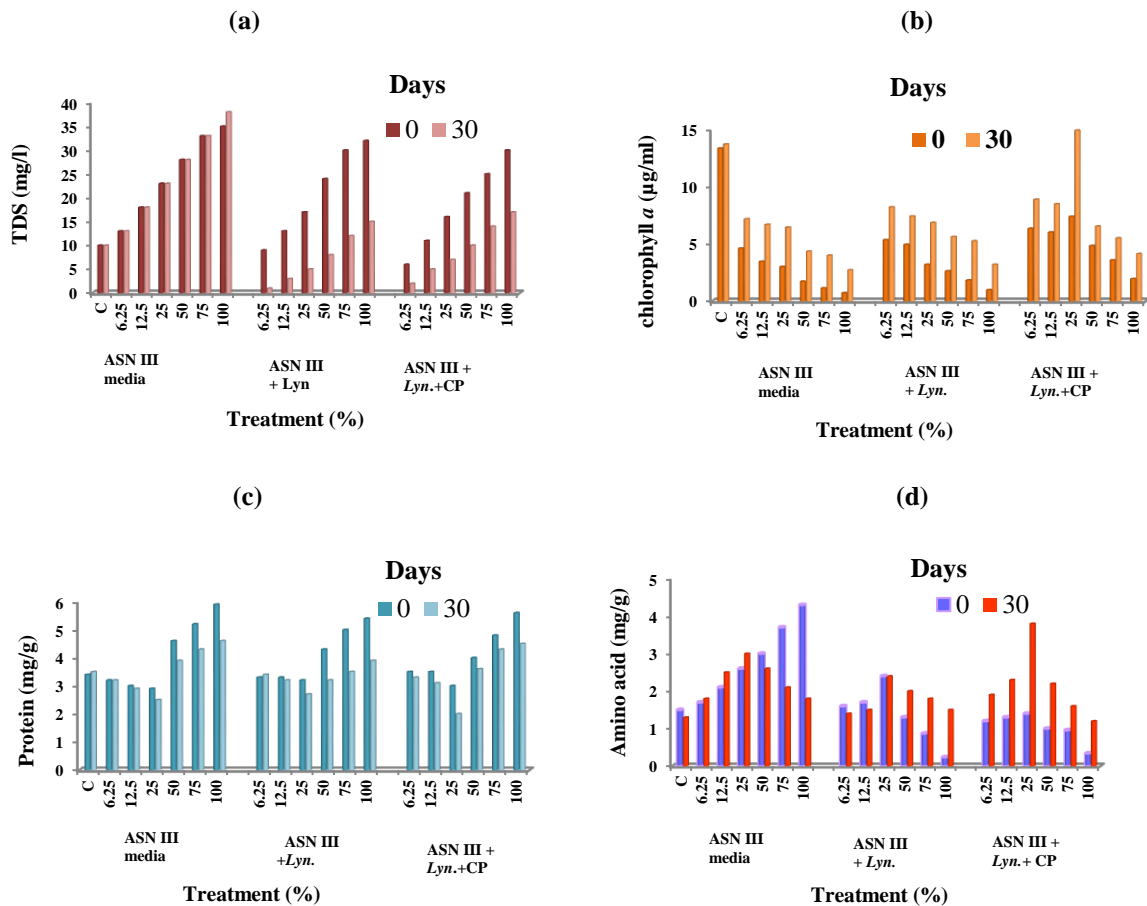 (a)
Days
0 30
TDS (mg/l)
40
35
30
25
20
15
10
5
0
C 6.25 12.5 25 50 75 100 6.25 12.5 25 50 75 100 6.25 12.5 25 50 75 100
ASN III media
ASN III + Lyn
ASN III + Lyn.+CP
Treatment (%)
(b)
Days
0 30
chlorophyll a (µg/ml)
15
10
5
0
C 6.25 12.5 25 50 75 100 6.25 12.5 25 50 75 100 6.25 12.5 25 50 75 100
ASN III media
ASN III + Lyn.
ASN III + Lyn.+CP
Treatment (%)
(c)
Days
0 30
Protein (mg/g)
6
5
4
3
2
1
0
C 6.25 12.5 25 50 75 100 6.25 12.5 25 50 75 100 6.25 12.5 25 50 75 100
ASN III media
ASN III +Lyn.
ASN III + Lyn.+CP
Treatment (%)
(d)
Days
0 30
Amino acid (mg/g)
5
4
3
2
1
0
C 6.25 12.5 25 50 75 100 6.25 12.5 25 50 75 100 6.25 12.5 25 50 75 100
ASN III media
ASN III + Lyn.
ASN III + Lyn.+ CP
Treatment (%)